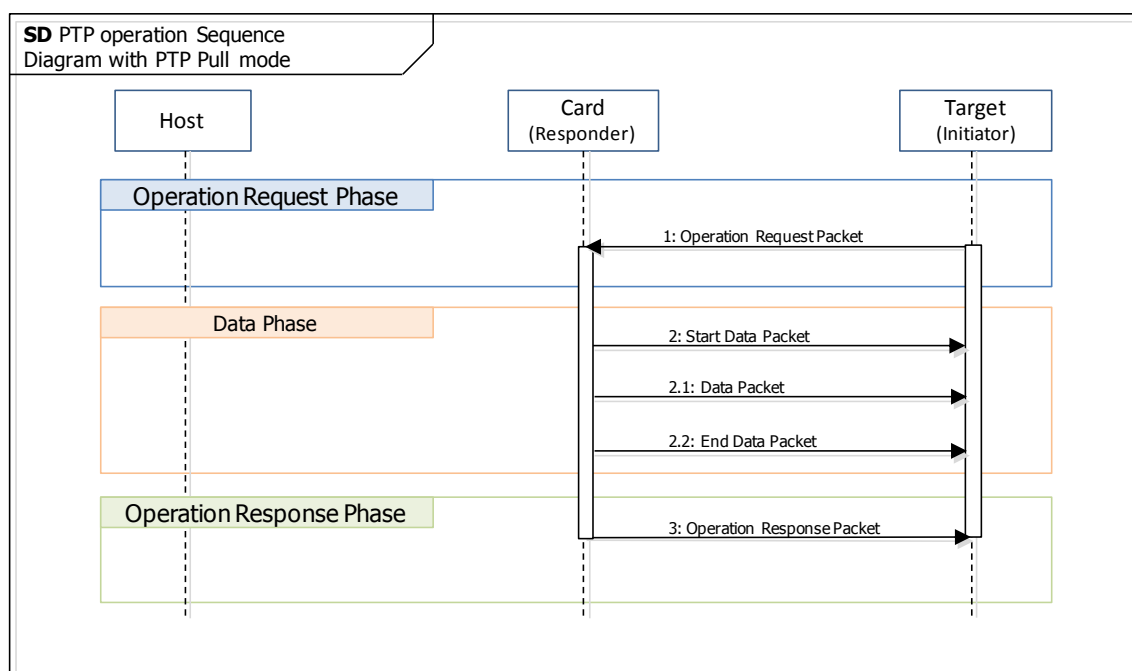 SD PTP operation Sequence
Diagram with PTP Pull mode
Host
Card
(Responder)
Target
(Initiator)
Operation Request Phase
1: Operation Request Packet
Data Phase
2: Start Data Packet
2.1: Data Packet
2.2: End Data Packet
Operation Response Phase
3: Operation Response Packet